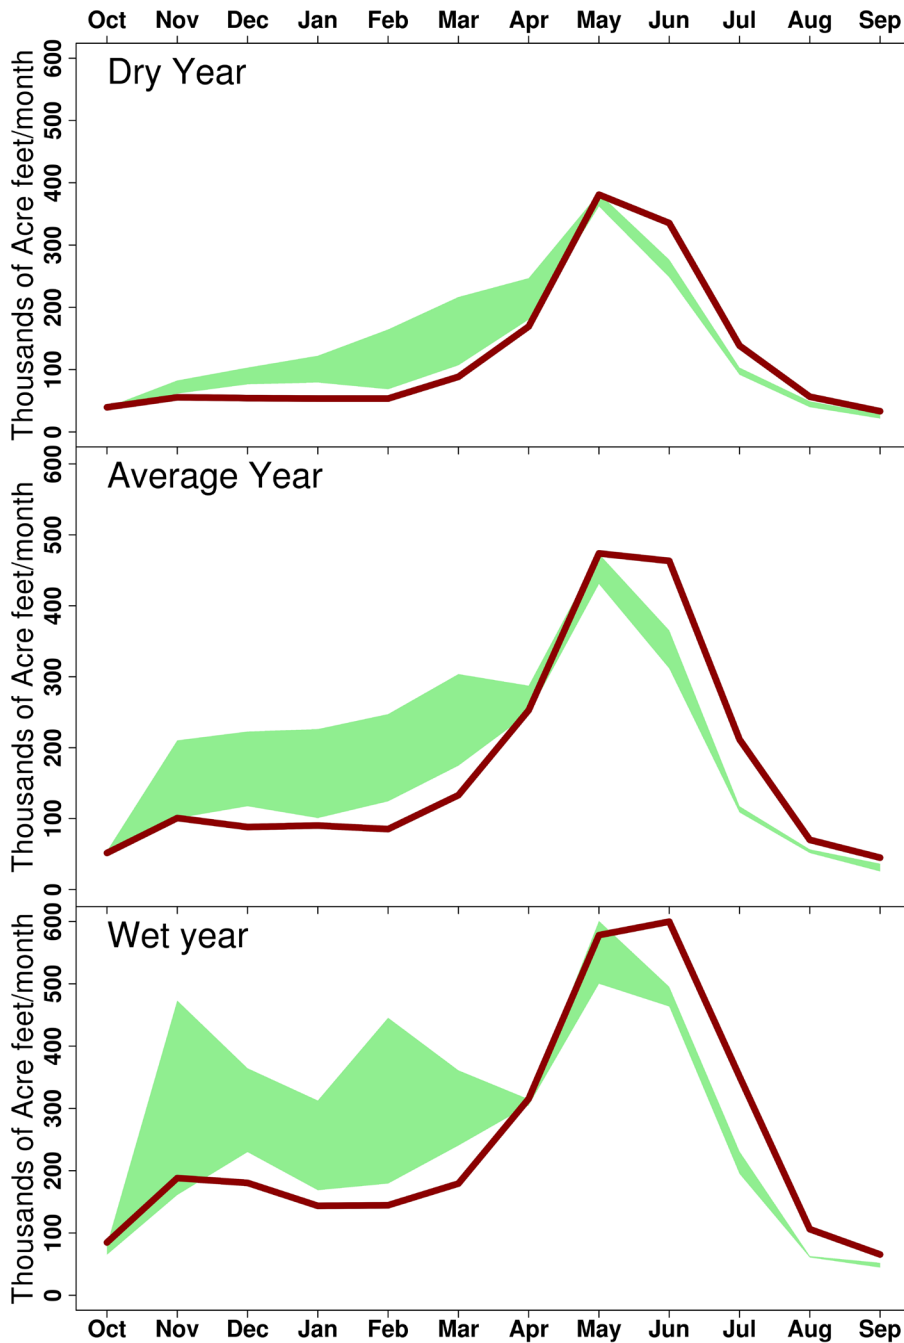 Oct Nov Dec Jan Feb Mar Apr May Jun Jul Aug Sep
Dry Year
Thousands of Acre feet/month
600
500
400
300
200
100
0
Average Year
Thousands of Acre feet/month
600
500
400
300
200
100
0
Wet year
Thousands of Acre feet/month
600
500
400
300
200
100
0
Oct Nov Dec Jan Feb Mar Apr May Jun Jul Aug Sep